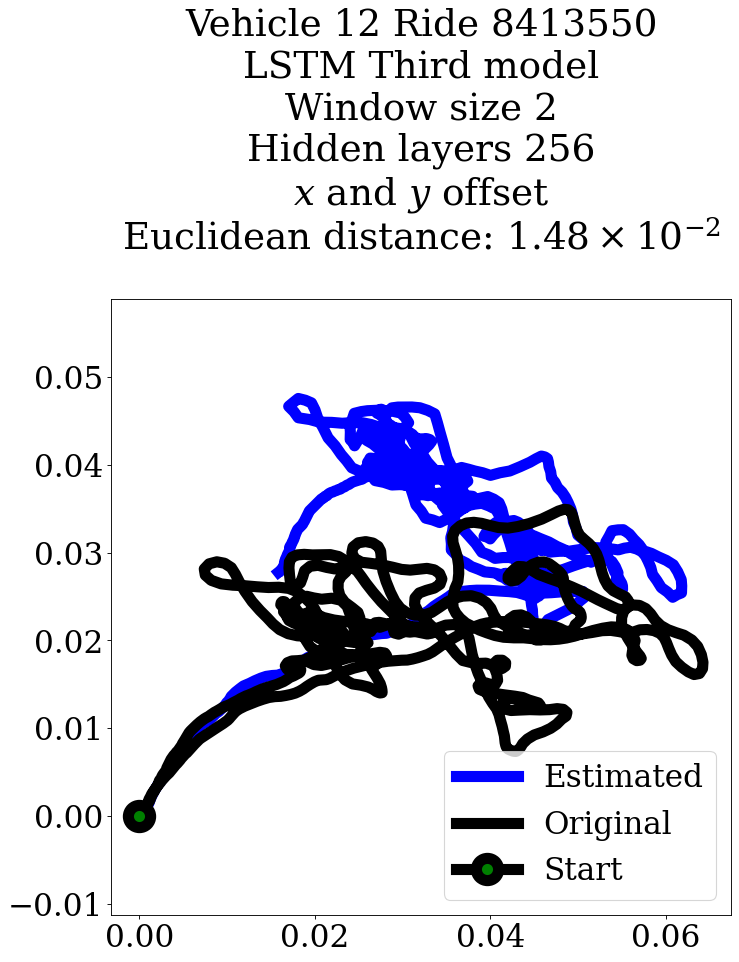 Vehicle 12 Ride 8413550
LSTM Third model
Window size 2
Hidden layers 256
x and y offset
Euclidean distance: 1.48 × 10⁻²
0.05
0.04
0.03
0.02
0.01
0.00
−0.01
0.00 0.02 0.04 0.06
Estimated
Original
Start